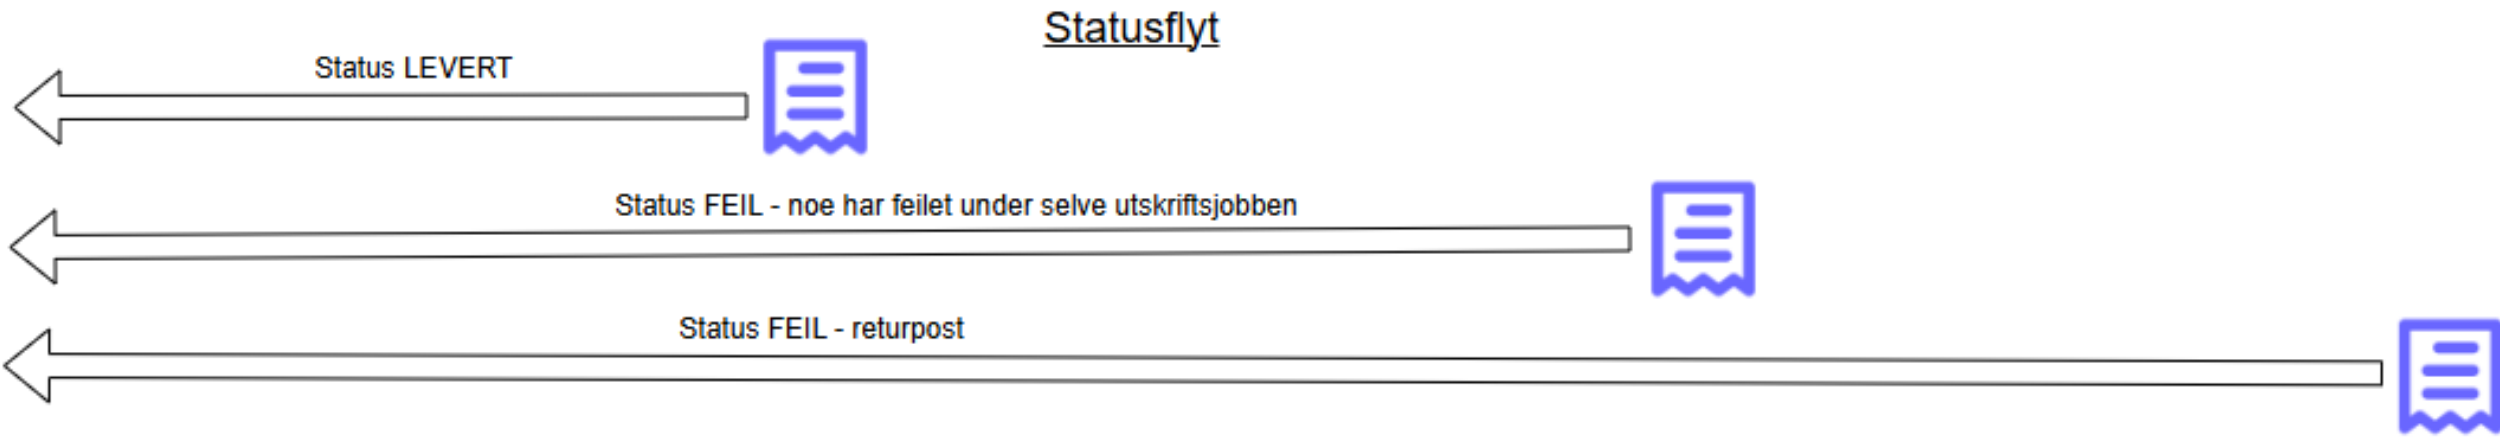 Statusflyt
Status LEVERT
Status FEIL - noe har feilet under selve utskriftsjobben
Status FEIL - returpost